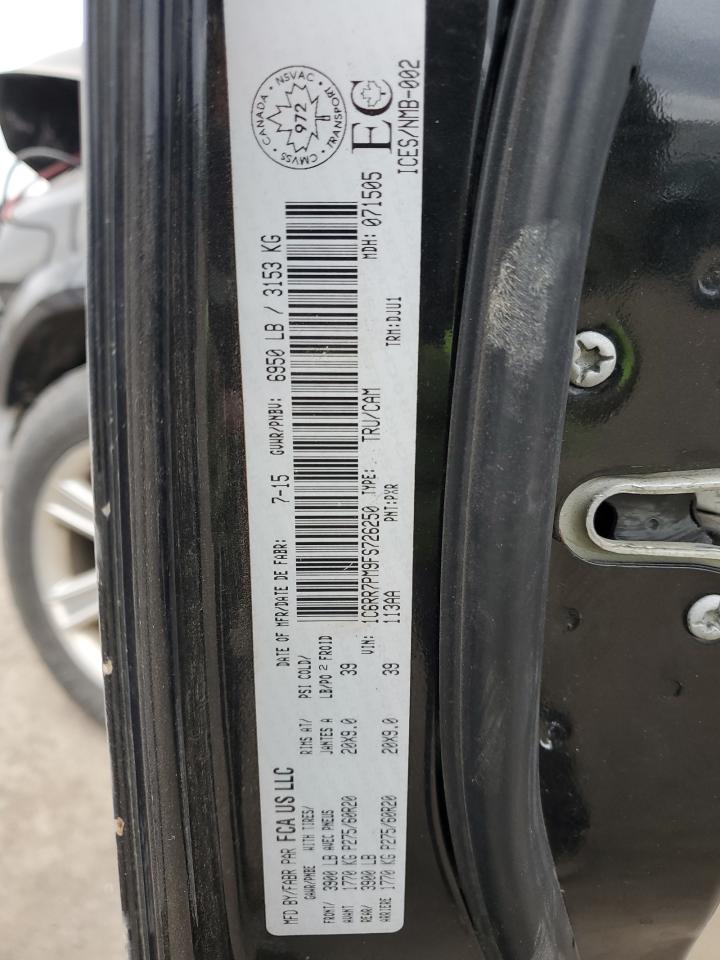 MFD BY/FABR PAR FCA US LLC
DATE OF MFR/DATE DE FABR: 7-15 GVWR/PNBV: 6950 LB / 3153 KG
GAWR/PNBE WITH TIRES/ RIMS AT/ PSI COLD/
FRONT/ 3900 LB AVEC PNEUS JANTES A LB/PO 2 FROID
AVANT 1770 KG P275/60R20 20X9.0 39
REAR/ 3900 LB
ARRIERE 1770 KG P275/60R20 20X9.0 39
VIN: 1C6RR7PM9FS726250 TYPE: TRU/CAM MDH: 071505
113AA PNT:PXR TRM:DJU1
CANADA NSVAC TRANSPORT CMVSS
972
EC
ICES/NMB-002